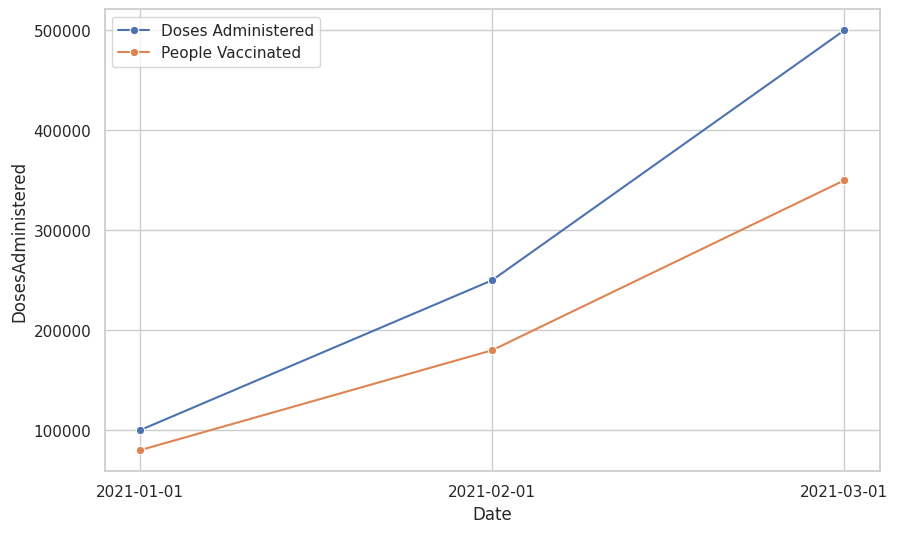 Doses Administered
People Vaccinated
500000
400000
300000
200000
100000
DosesAdministered
2021-01-01
2021-02-01
2021-03-01
Date